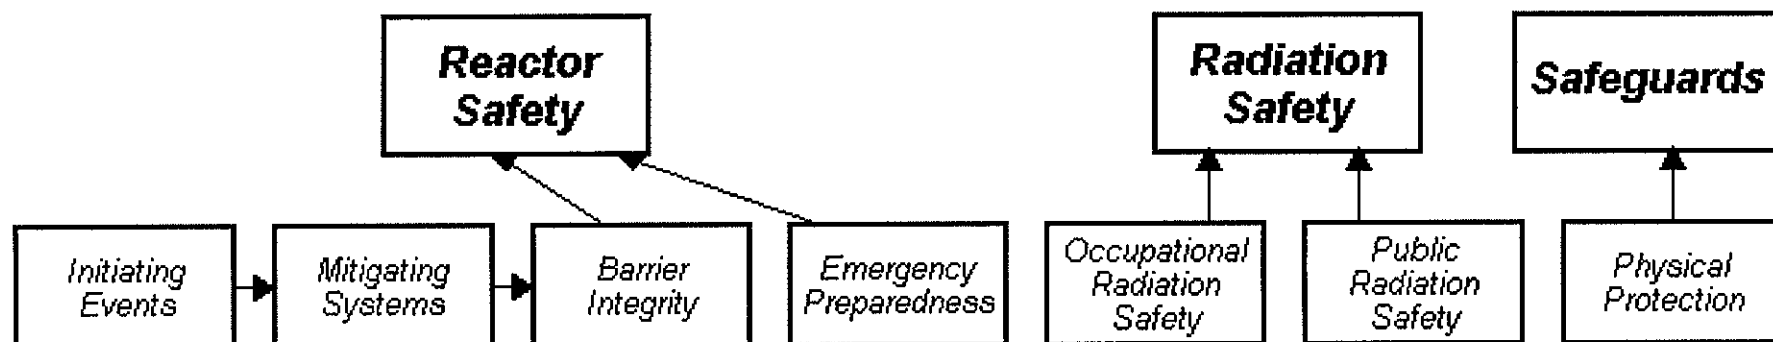 Reactor
Safety
Radiation
Safety
Safeguards
Initiating
Events
Mitigating
Systems
Barrier
Integrity
Emergency
Preparedness
Occupational
Radiation
Safety
Public
Radiation
Safety
Physical
Protection